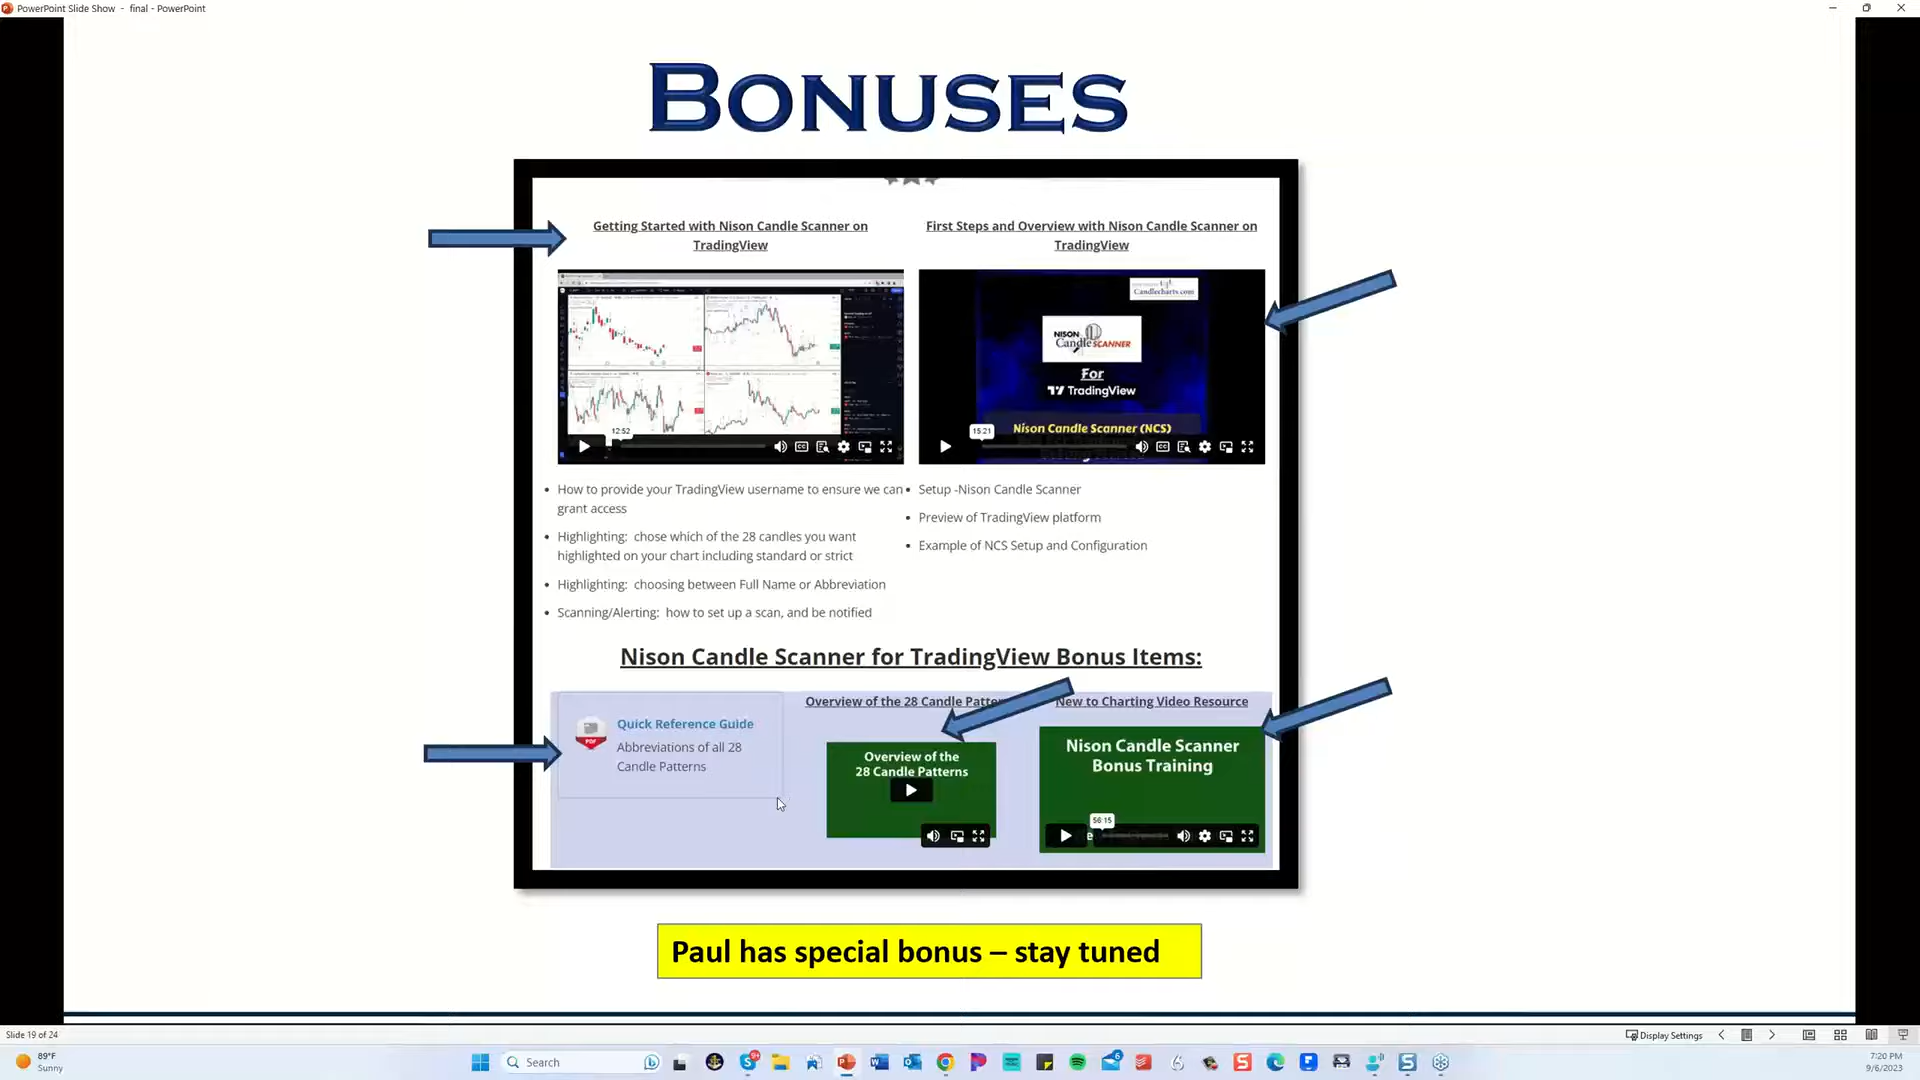 PowerPoint Slide Show - final - PowerPoint
BONUSES
Getting Started with Nison Candle Scanner on
TradingView
First Steps and Overview with Nison Candle Scanner on
TradingView
12:52
Candlecharts.com
NISON
Candle SCANNER
For
TradingView
Nison Candle Scanner (NCS)
15:21
• How to provide your TradingView username to ensure we can
grant access
• Highlighting: chose which of the 28 candles you want
highlighted on your chart including standard or strict
• Highlighting: choosing between Full Name or Abbreviation
• Scanning/Alerting: how to set up a scan, and be notified
• Setup -Nison Candle Scanner
• Preview of TradingView platform
• Example of NCS Setup and Configuration
Nison Candle Scanner for TradingView Bonus Items:
PDF
Quick Reference Guide
Abbreviations of all 28
Candle Patterns
Overview of the 28 Candle Patte
Overview of the
28 Candle Patterns
New to Charting Video Resource
Nison Candle Scanner
Bonus Training
56:15
Paul has special bonus – stay tuned
Slide 19 of 24
Display Settings
89°F
Sunny
Search
7:20 PM
9/6/2023